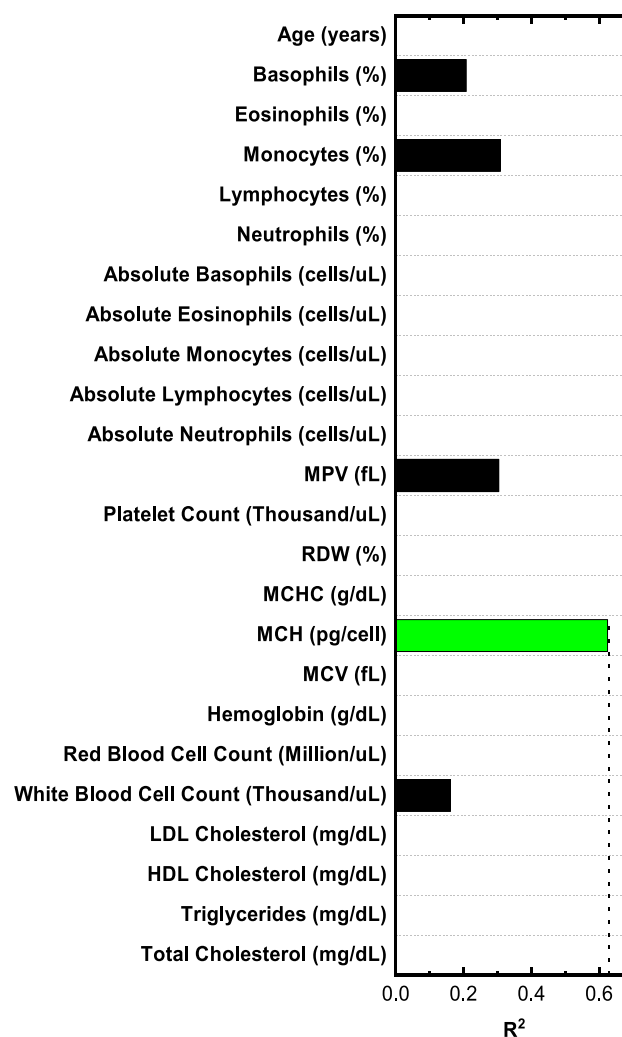 Age (years)
Basophils (%)
Eosinophils (%)
Monocytes (%)
Lymphocytes (%)
Neutrophils (%)
Absolute Basophils (cells/uL)
Absolute Eosinophils (cells/uL)
Absolute Monocytes (cells/uL)
Absolute Lymphocytes (cells/uL)
Absolute Neutrophils (cells/uL)
MPV (fL)
Platelet Count (Thousand/uL)
RDW (%)
MCHC (g/dL)
MCH (pg/cell)
MCV (fL)
Hemoglobin (g/dL)
Red Blood Cell Count (Million/uL)
White Blood Cell Count (Thousand/uL)
LDL Cholesterol (mg/dL)
HDL Cholesterol (mg/dL)
Triglycerides (mg/dL)
Total Cholesterol (mg/dL)
0.0 0.2 0.4 0.6
R²